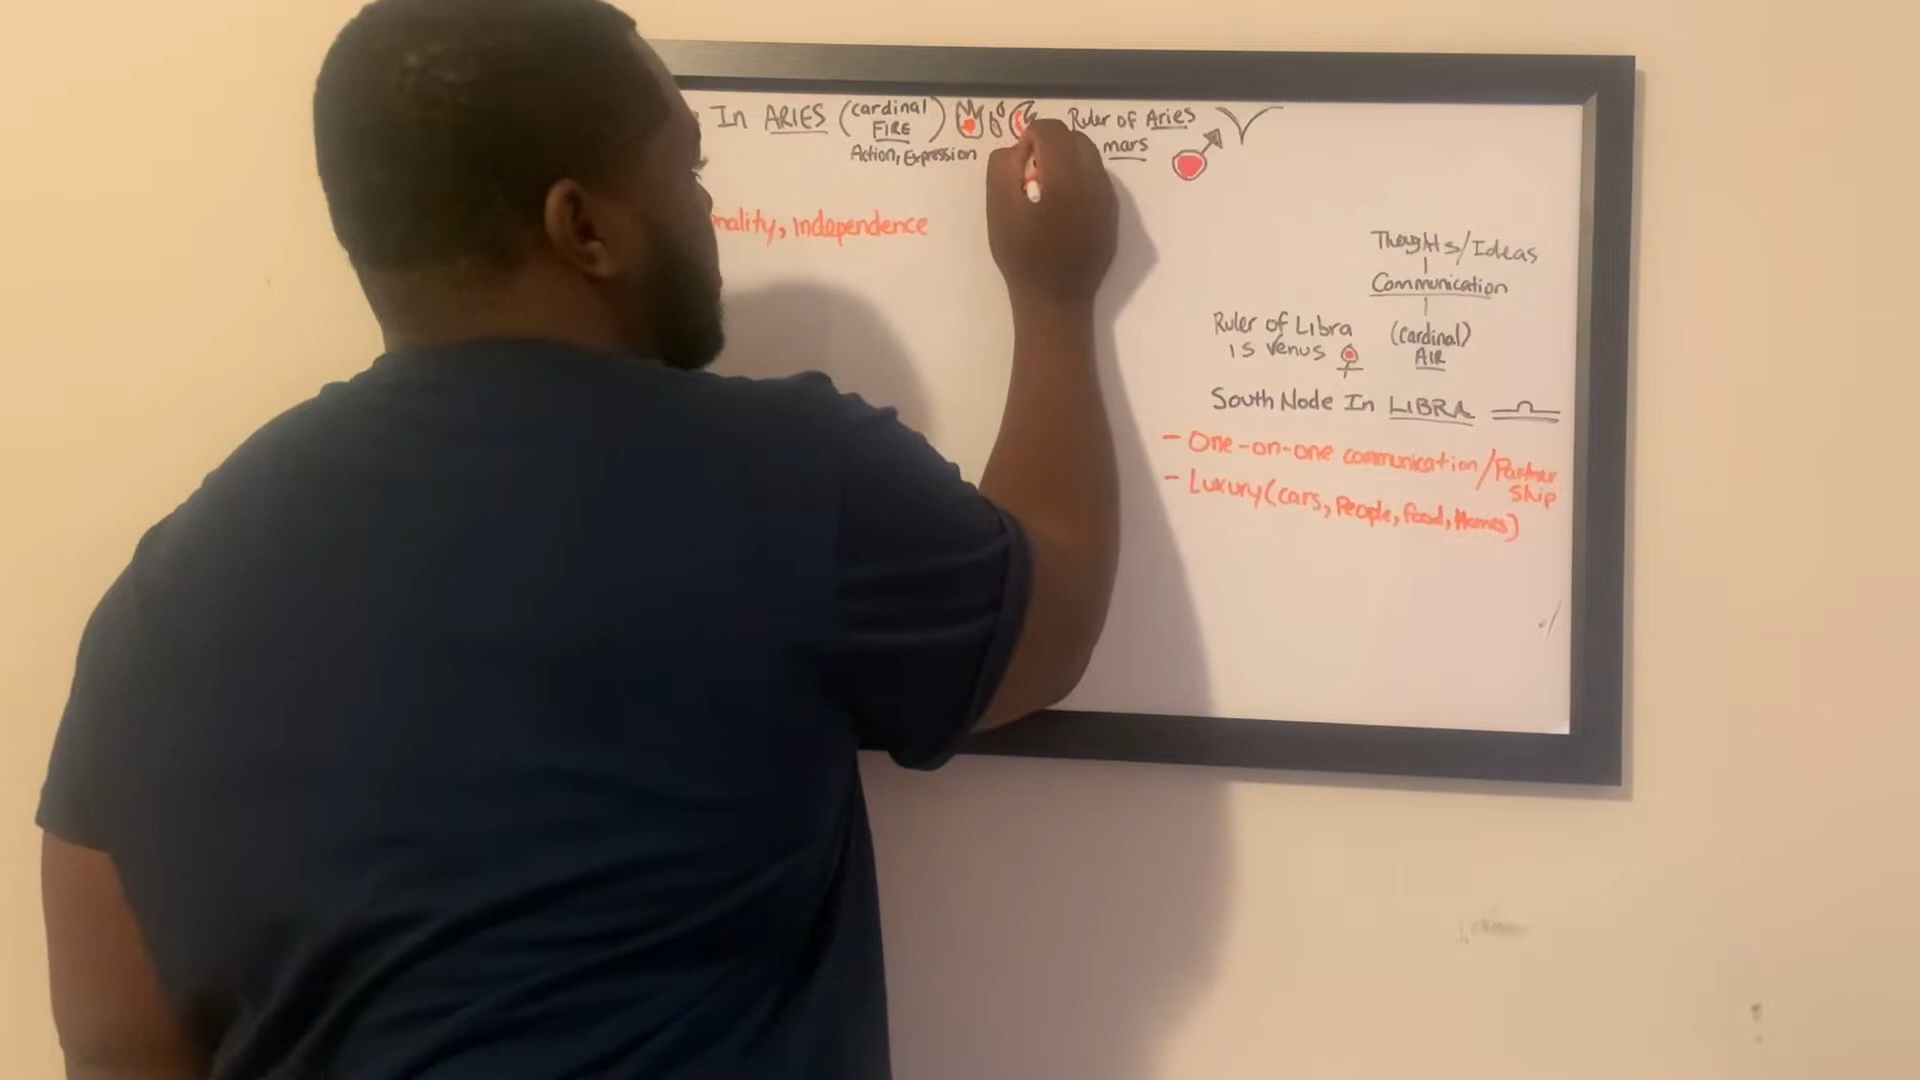 In ARIES (cardinal FIRE) Ruler of Aries
Action, Expression mars
nality, independence
Thoughts/Ideas
Communication
Ruler of Libra
is Venus
(cardinal)
AIR
South Node In LIBRA
- One-on-one communication/Partner
ship
- Luxury(cars, People, food, Homes)